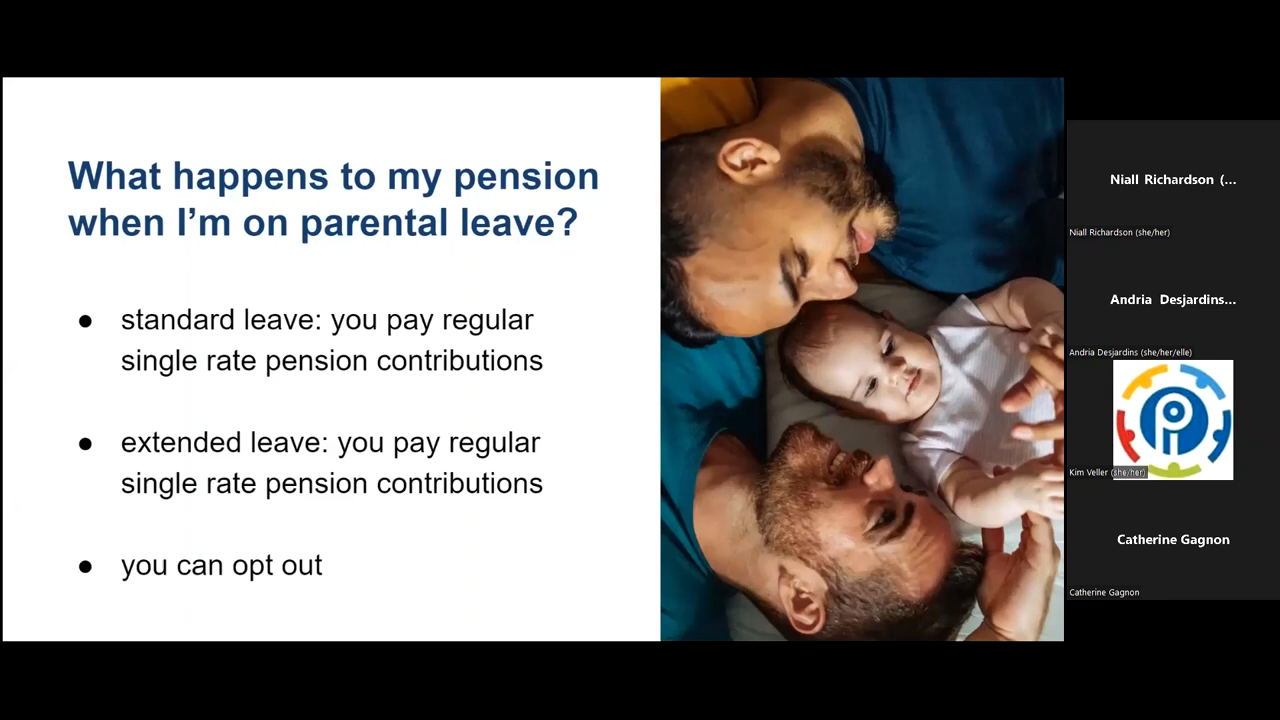 What happens to my pension
when I'm on parental leave?
● standard leave: you pay regular
single rate pension contributions
● extended leave: you pay regular
single rate pension contributions
● you can opt out
Niall Richardson (...
Niall Richardson (she/her)
Andria Desjardins...
Andria Desjardins (she/her/elle)
Kim Veller (she/her)
Catherine Gagnon
Catherine Gagnon